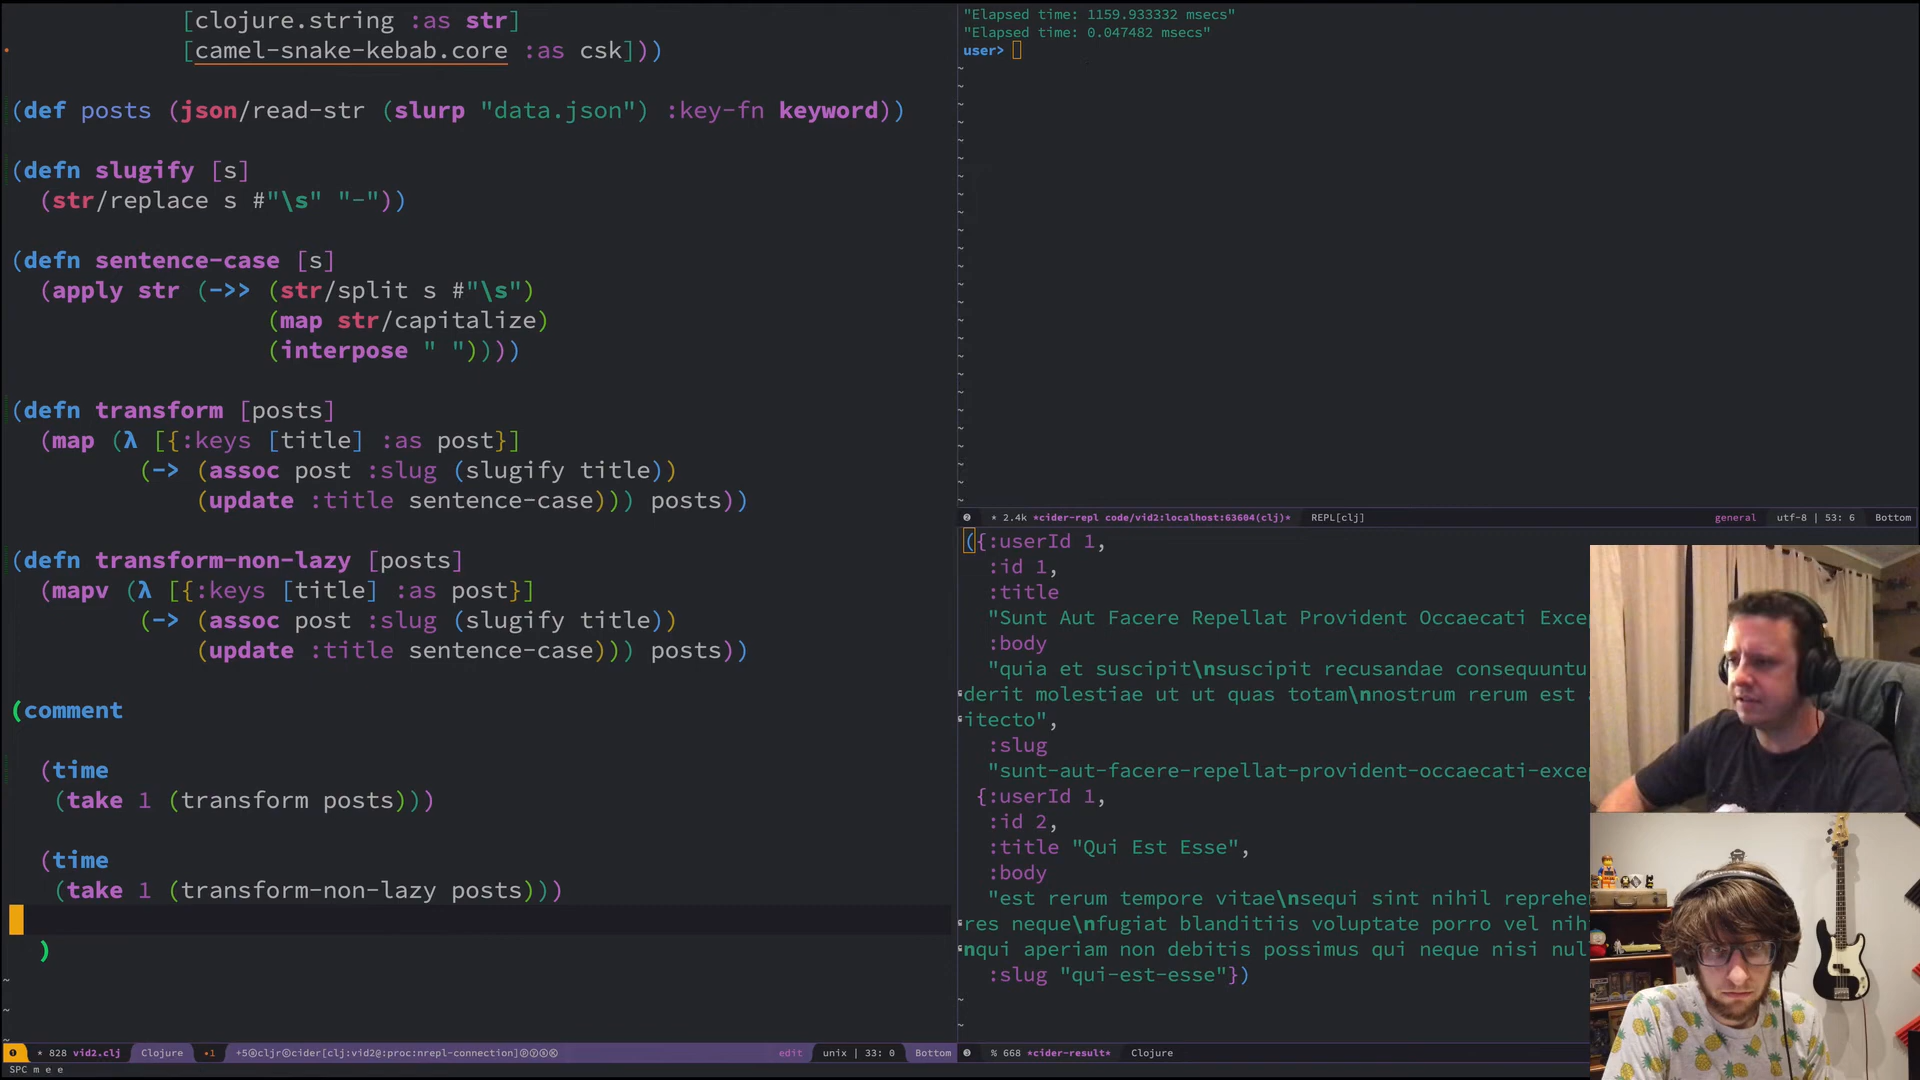 [clojure.string :as str]
[camel-snake-kebab.core :as csk]))
(def posts (json/read-str (slurp "data.json") :key-fn keyword))
(defn slugify [s]
(str/replace s #"\s" "-"))
(defn sentence-case [s]
(apply str (->> (str/split s #"\s")
(map str/capitalize)
(interpose " "))))
(defn transform [posts]
(map (λ [{:keys [title] :as post}]
(-> (assoc post :slug (slugify title))
(update :title sentence-case))) posts))
(defn transform-non-lazy [posts]
(mapv (λ [{:keys [title] :as post}]
(-> (assoc post :slug (slugify title))
(update :title sentence-case))) posts))
(comment
(time
(take 1 (transform posts)))
(time
(take 1 (transform-non-lazy posts)))
)
* 828 vid2.clj Clojure •1 unix | 33: 0 Bottom
edit
SPC m e e
"Elapsed time: 1159.933332 msecs"
"Elapsed time: 0.047482 msecs"
user>
* 2.4k *cider-repl code/vid2:localhost:63604(clj)* REPL[clj] general utf-8 | 53: 6 Bottom
({:userId 1,
:id 1,
:title
"Sunt Aut Facere Repellat Provident Occaecati Exce
:body
"quia et suscipit\nsuscipit recusandae consequuntu
derit molestiae ut ut quas totam\nnostrum rerum est
itecto",
:slug
"sunt-aut-facere-repellat-provident-occaecati-exce
{:userId 1,
:id 2,
:title "Qui Est Esse",
:body
"est rerum tempore vitae\nsequi sint nihil reprehe
res neque\nfugiat blanditiis voluptate porro vel nih
nqui aperiam non debitis possimus qui neque nisi nul
:slug "qui-est-esse"})
% 668 *cider-result* Clojure